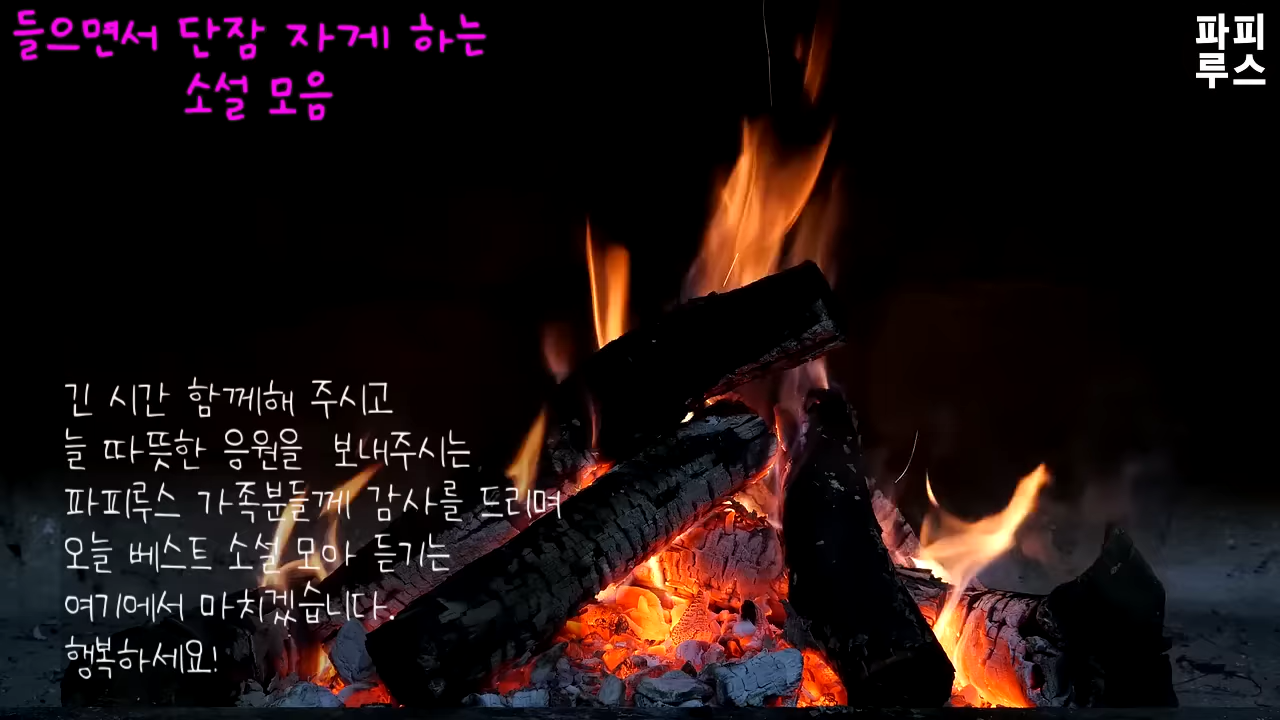 들으면서 단잠 자게 하는
소설 모음
파피
루스
긴 시간 함께해 주시고
늘 따뜻한 응원을 보내주시는
파피루스 가족분들께 감사를 드리며
오늘 베스트 소설 모아 듣기는
여기에서 마치겠습니다.
행복하세요!